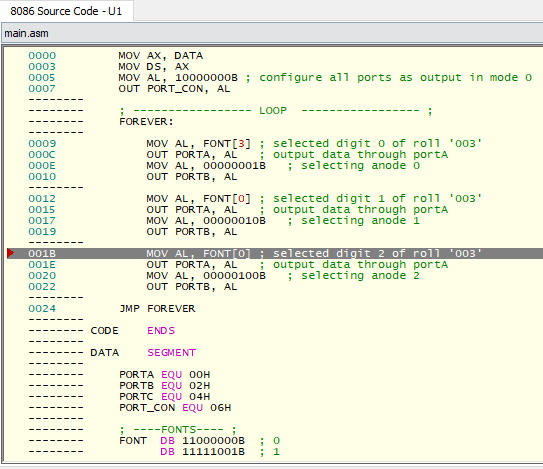 8086 Source Code - U1
main.asm
0000 MOV AX, DATA
0003 MOV DS, AX
0005 MOV AL, 10000000B ; configure all ports as output in mode 0
0007 OUT PORT_CON, AL
--------
-------- ; ---------------- LOOP ---------------- ;
-------- FOREVER:
--------
0009 MOV AL, FONT[3] ; selected digit 0 of roll '003'
000C OUT PORTA, AL ; output data through portA
000E MOV AL, 00000001B ; selecting anode 0
0010 OUT PORTB, AL
--------
0012 MOV AL, FONT[0] ; selected digit 1 of roll '003'
0015 OUT PORTA, AL ; output data through portA
0017 MOV AL, 00000010B ; selecting anode 1
0019 OUT PORTB, AL
--------
001B MOV AL, FONT[0] ; selected digit 2 of roll '003'
001E OUT PORTA, AL ; output data through portA
0020 MOV AL, 00000100B ; selecting anode 2
0022 OUT PORTB, AL
--------
0024 JMP FOREVER
--------
-------- CODE ENDS
--------
-------- DATA SEGMENT
--------
-------- PORTA EQU 00H
-------- PORTB EQU 02H
-------- PORTC EQU 04H
-------- PORT_CON EQU 06H
--------
-------- ; ----FONTS---- ;
-------- FONT DB 11000000B ; 0
-------- DB 11111001B ; 1